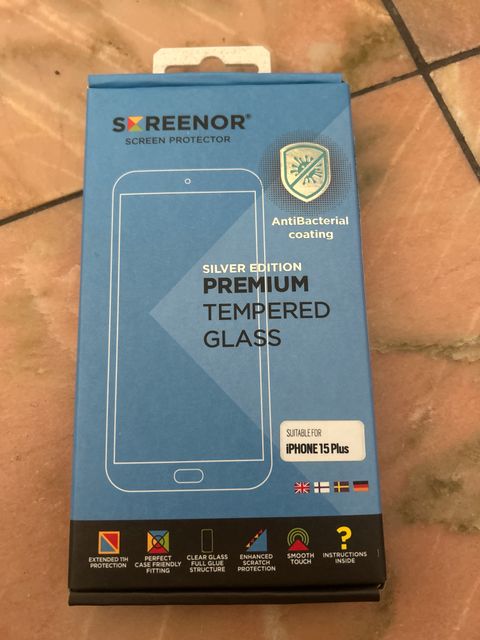 SCREENOR®
SCREEN PROTECTOR
AntiBacterial
coating
SILVER EDITION
PREMIUM
TEMPERED
GLASS
SUITABLE FOR
iPHONE 15 Plus
EXTENDED 11H
PROTECTION
PERFECT
CASE FRIENDLY
FITTING
CLEAR GLASS
FULL GLUE
STRUCTURE
ENHANCED
SCRATCH
PROTECTION
SMOOTH
TOUCH
?
INSTRUCTIONS
INSIDE